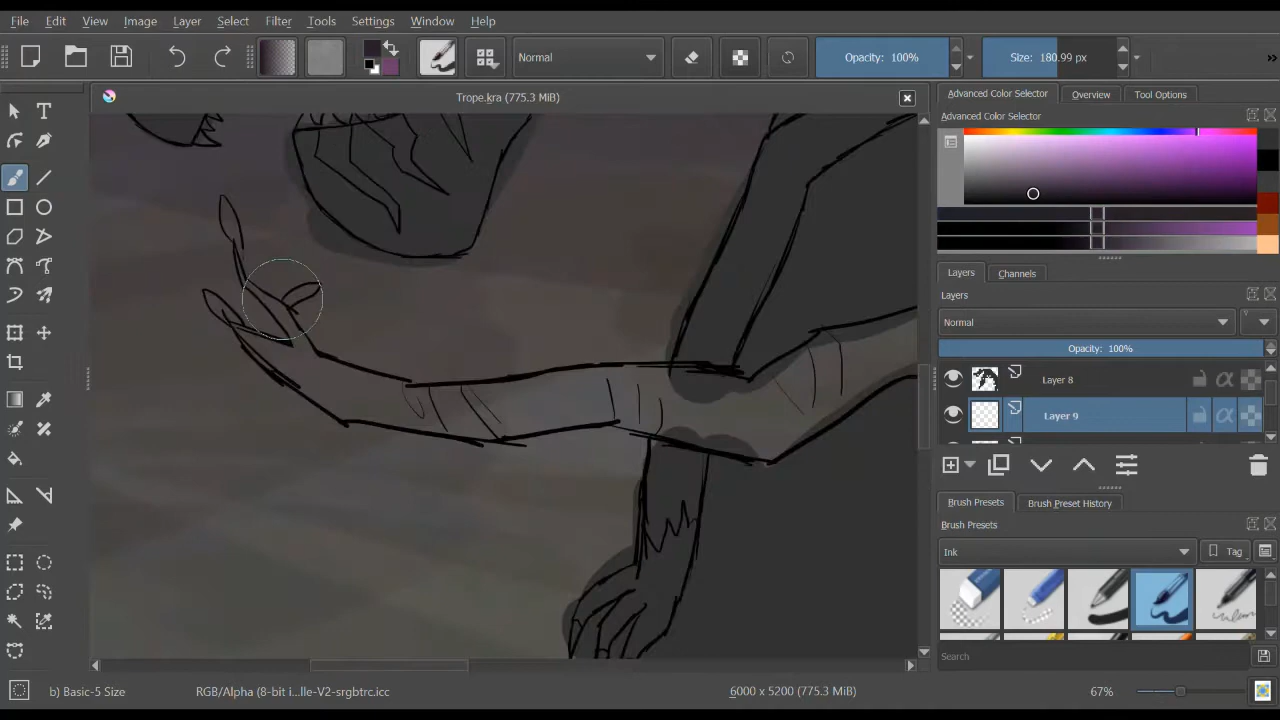 File Edit View Image Layer Select Filter Tools Settings Window Help
Normal Opacity: 100% Size: 180.99 px »
Trope.kra (775.3 MiB)
Advanced Color Selector Overview Tool Options
Advanced Color Selector
Layers Channels
Layers
Normal
Opacity: 100%
Layer 8
Layer 9
Brush Presets Brush Preset History
Brush Presets
Ink Tag
Search
b) Basic-5 Size RGB/Alpha (8-bit i...lle-V2-srgbtrc.icc 6000 x 5200 (775.3 MiB) 67%